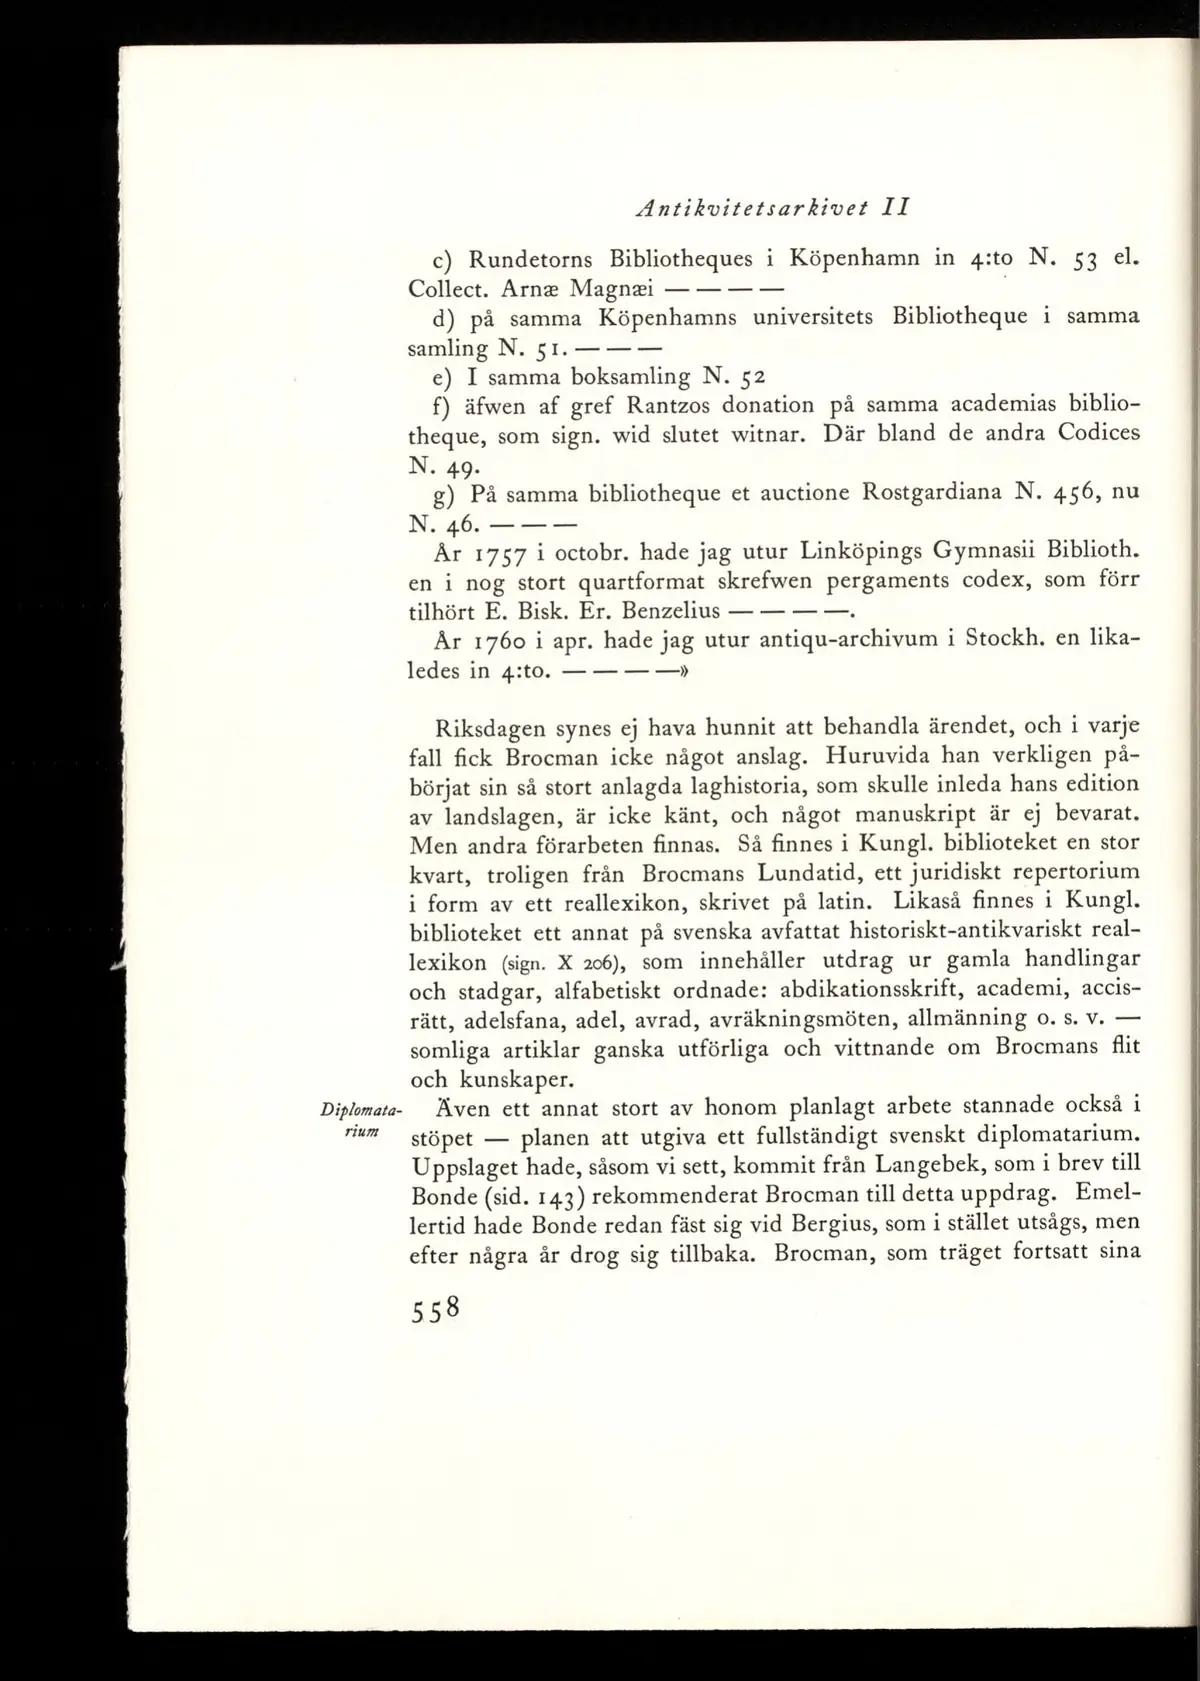 Antikvitetsarkivet II
c) Rundetorns Bibliotheques i Köpenhamn in 4:to N. 53 el.
Collect. Arnæ Magnæi — — — —
d) på samma Köpenhamns universitets Bibliotheque i samma
samling N. 51. — — —
e) I samma boksamling N. 52
f) äfwen af gref Rantzos donation på samma academias biblio-
theque, som sign. wid slutet witnar. Där bland de andra Codices
N. 49.
g) På samma bibliotheque et auctione Rostgardiana N. 456, nu
N. 46. — — —
År 1757 i octobr. hade jag utur Linköpings Gymnasii Biblioth.
en i nog stort quartformat skrefwen pergaments codex, som förr
tilhört E. Bisk. Er. Benzelius — — — —.
År 1760 i apr. hade jag utur antiqu-archivum i Stockh. en lika-
ledes in 4:to. — — — —»
Riksdagen synes ej hava hunnit att behandla ärendet, och i varje
fall fick Brocman icke något anslag. Huruvida han verkligen på-
börjat sin så stort anlagda laghistoria, som skulle inleda hans edition
av landslagen, är icke känt, och något manuskript är ej bevarat.
Men andra förarbeten finnas. Så finnes i Kungl. biblioteket en stor
kvart, troligen från Brocmans Lundatid, ett juridiskt repertorium
i form av ett reallexikon, skrivet på latin. Likaså finnes i Kungl.
biblioteket ett annat på svenska avfattat historiskt-antikvariskt real-
lexikon (sign. X 206), som innehåller utdrag ur gamla handlingar
och stadgar, alfabetiskt ordnade: abdikationsskrift, academi, accis-
rätt, adelsfana, adel, avrad, avräkningsmöten, allmänning o. s. v. —
somliga artiklar ganska utförliga och vittnande om Brocmans flit
och kunskaper.
Diplomata-
rium
Även ett annat stort av honom planlagt arbete stannade också i
stöpet — planen att utgiva ett fullständigt svenskt diplomatarium.
Uppslaget hade, såsom vi sett, kommit från Langebek, som i brev till
Bonde (sid. 143) rekommenderat Brocman till detta uppdrag. Emel-
lertid hade Bonde redan fäst sig vid Bergius, som i stället utsågs, men
efter några år drog sig tillbaka. Brocman, som träget fortsatt sina
558